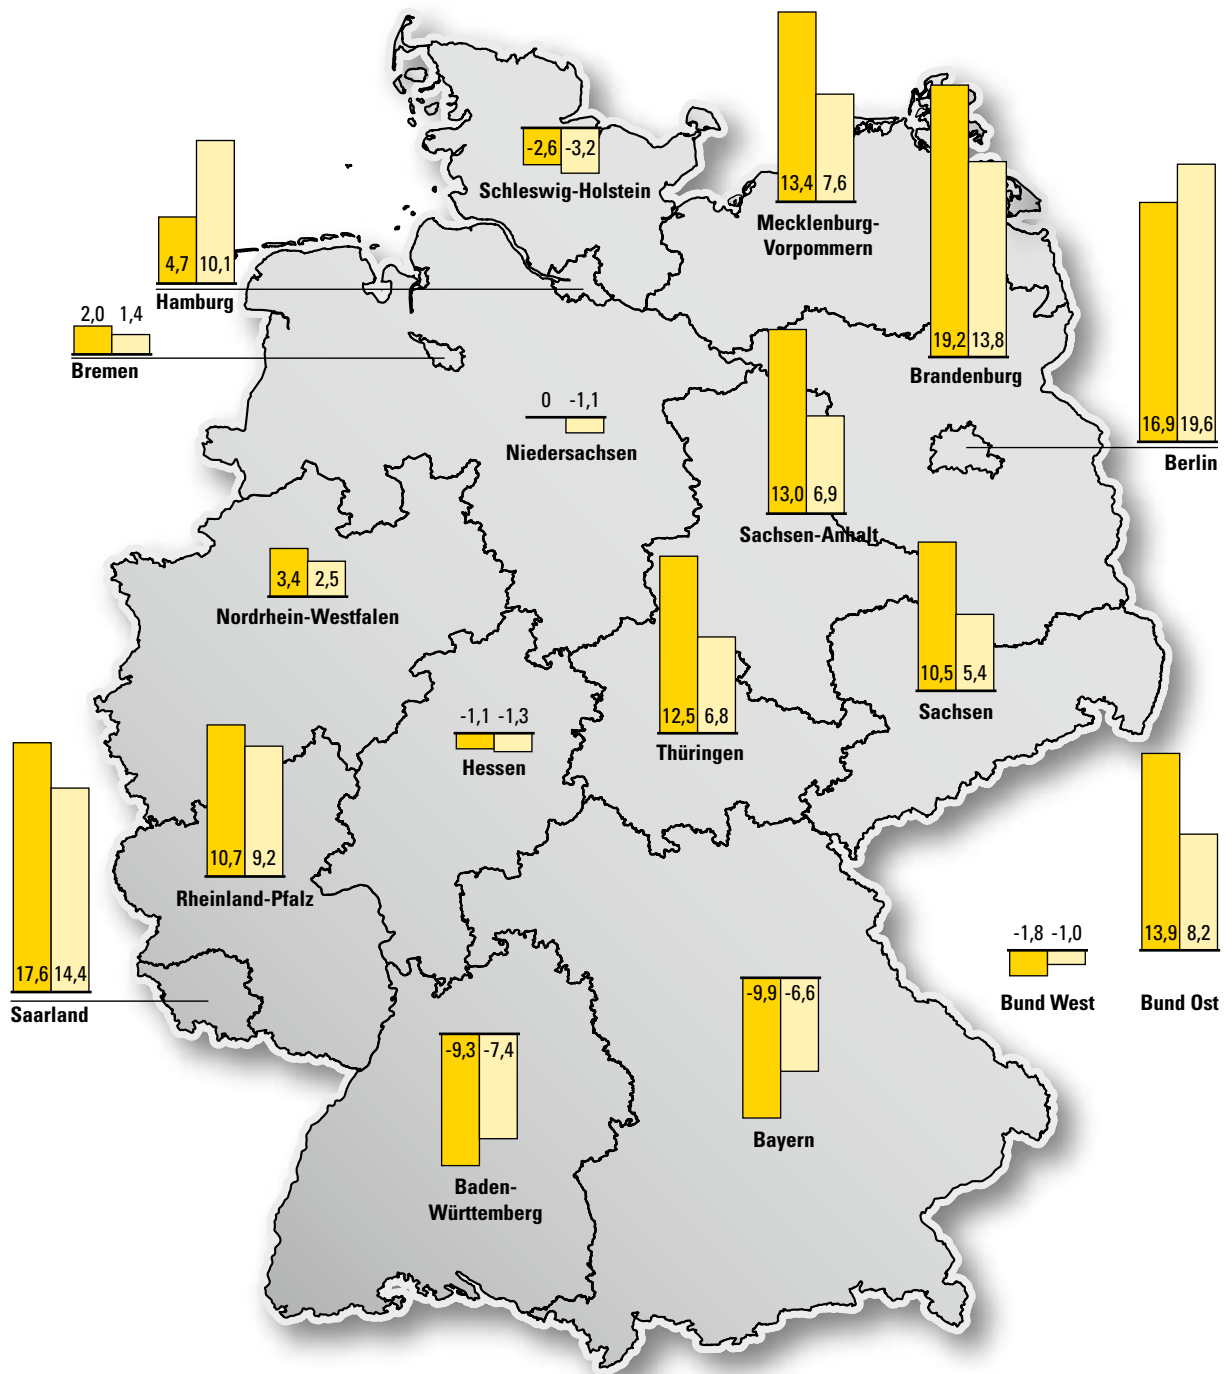 -2,6 -3,2
Schleswig-Holstein
13,4 7,6
Mecklenburg-
Vorpommern
4,7 10,1
Hamburg
2,0 1,4
Bremen
19,2 13,8
Brandenburg
16,9 19,6
Berlin
0 -1,1
Niedersachsen
13,0 6,9
Sachsen-Anhalt
3,4 2,5
Nordrhein-Westfalen
10,5 5,4
Sachsen
12,5 6,8
Thüringen
-1,1 -1,3
Hessen
10,7 9,2
Rheinland-Pfalz
17,6 14,4
Saarland
-1,8 -1,0
Bund West
13,9 8,2
Bund Ost
-9,3 -7,4
Baden-
Württemberg
-9,9 -6,6
Bayern